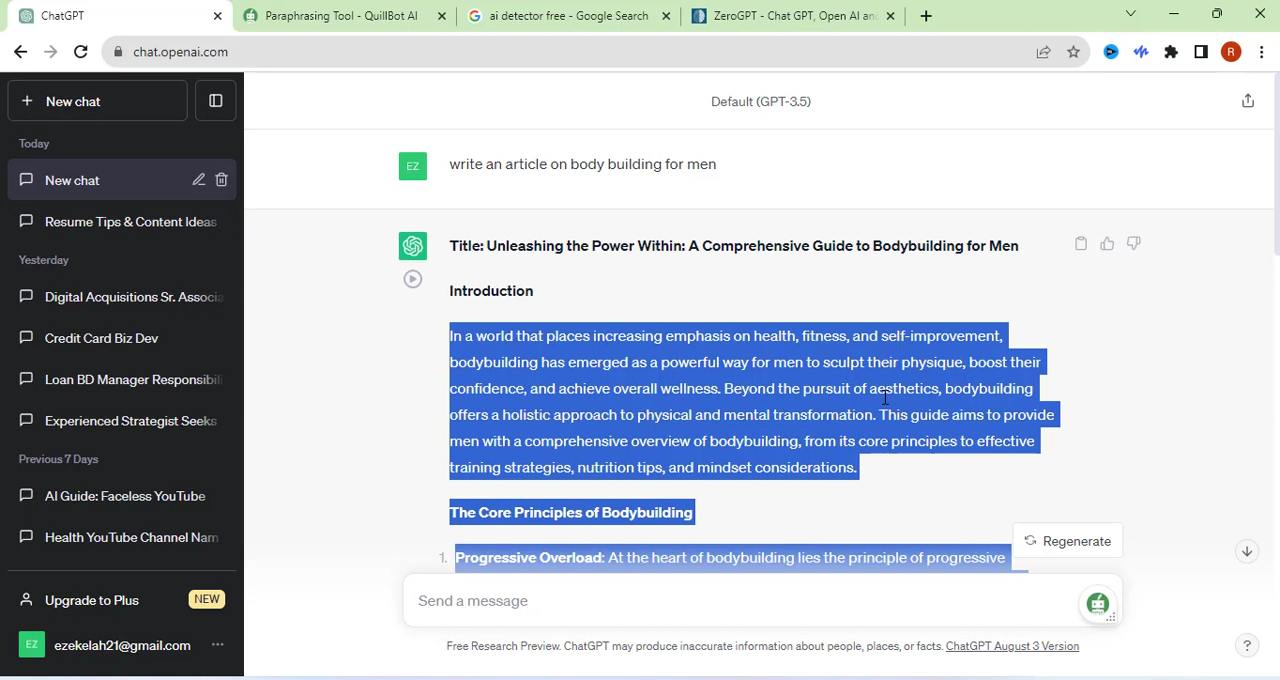 ChatGPT
Paraphrasing Tool - QuillBot AI
ai detector free - Google Search
ZeroGPT - Chat GPT, Open AI and
chat.openai.com
R
New chat
Today
New chat
Resume Tips & Content Ideas
Yesterday
Digital Acquisitions Sr. Associa
Credit Card Biz Dev
Loan BD Manager Responsibili
Experienced Strategist Seeks
Previous 7 Days
AI Guide: Faceless YouTube
Health YouTube Channel Nam
Upgrade to Plus
NEW
EZ
ezekelah21@gmail.com
Default (GPT-3.5)
EZ
write an article on body building for men
Title: Unleashing the Power Within: A Comprehensive Guide to Bodybuilding for Men
Introduction
In a world that places increasing emphasis on health, fitness, and self-improvement,
bodybuilding has emerged as a powerful way for men to sculpt their physique, boost their
confidence, and achieve overall wellness. Beyond the pursuit of aesthetics, bodybuilding
offers a holistic approach to physical and mental transformation. This guide aims to provide
men with a comprehensive overview of bodybuilding, from its core principles to effective
training strategies, nutrition tips, and mindset considerations.
The Core Principles of Bodybuilding
1. Progressive Overload: At the heart of bodybuilding lies the principle of progressive
Regenerate
Send a message
Free Research Preview. ChatGPT may produce inaccurate information about people, places, or facts. ChatGPT August 3 Version
?